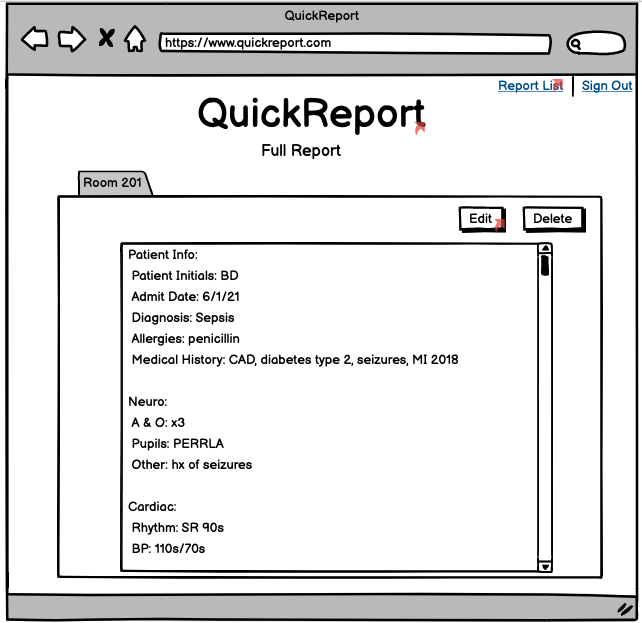 QuickReport
https://www.quickreport.com
Report List
Sign Out
QuickReport
Full Report
Room 201
Edit
Delete
Patient Info:
Patient Initials: BD
Admit Date: 6/1/21
Diagnosis: Sepsis
Allergies: penicillin
Medical History: CAD, diabetes type 2, seizures, MI 2018
Neuro:
A & O: x3
Pupils: PERRLA
Other: hx of seizures
Cardiac:
Rhythm: SR 90s
BP: 110s/70s